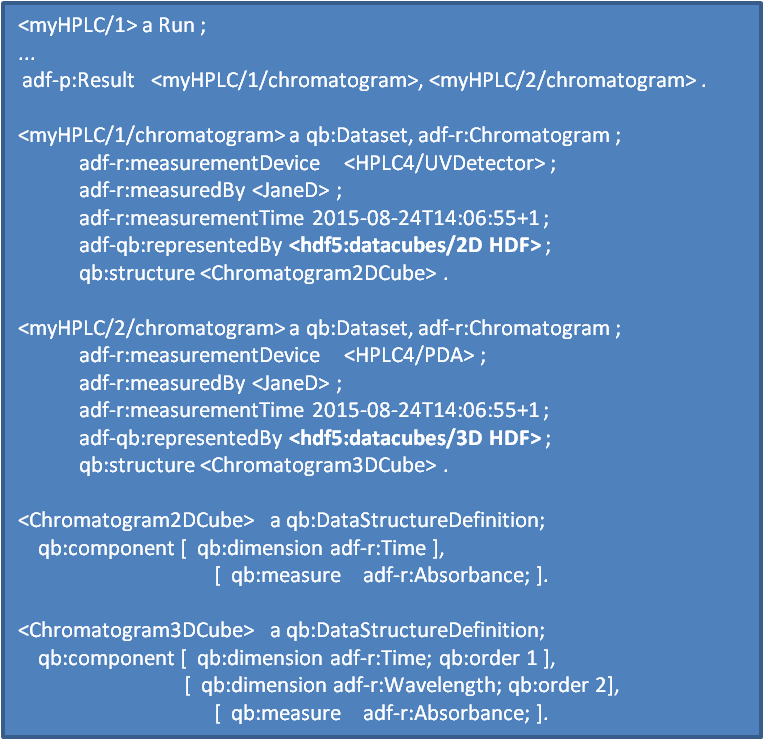 <myHPLC/1> a Run ;
...
adf-p:Result <myHPLC/1/chromatogram>, <myHPLC/2/chromatogram> .
<myHPLC/1/chromatogram> a qb:Dataset, adf-r:Chromatogram ;
adf-r:measurementDevice <HPLC4/UVDetector> ;
adf-r:measuredBy <JaneD> ;
adf-r:measurementTime 2015-08-24T14:06:55+1 ;
adf-qb:representedBy <hdf5:datacubes/2D HDF> ;
qb:structure <Chromatogram2DCube> .
<myHPLC/2/chromatogram> a qb:Dataset, adf-r:Chromatogram ;
adf-r:measurementDevice <HPLC4/PDA> ;
adf-r:measuredBy <JaneD> ;
adf-r:measurementTime 2015-08-24T14:06:55+1 ;
adf-qb:representedBy <hdf5:datacubes/3D HDF> ;
qb:structure <Chromatogram3DCube> .
<Chromatogram2DCube> a qb:DataStructureDefinition;
qb:component [ qb:dimension adf-r:Time ],
[ qb:measure adf-r:Absorbance; ].
<Chromatogram3DCube> a qb:DataStructureDefinition;
qb:component [ qb:dimension adf-r:Time; qb:order 1 ],
[ qb:dimension adf-r:Wavelength; qb:order 2],
[ qb:measure adf-r:Absorbance; ].